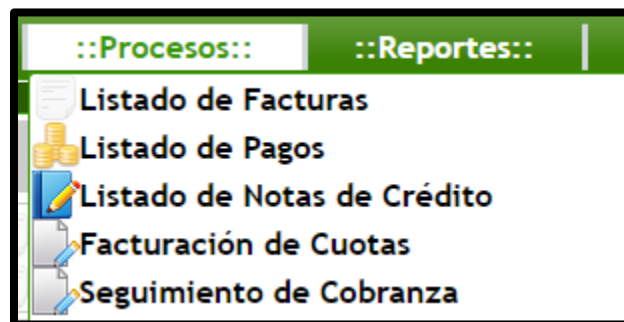 ::Procesos:: ::Reportes::
Listado de Facturas
Listado de Pagos
Listado de Notas de Crédito
Facturación de Cuotas
Seguimiento de Cobranza